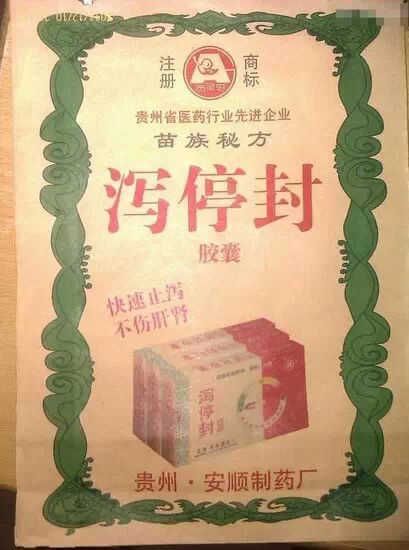 注册 商标
贵州省医药行业先进企业
苗族秘方
泻停封
胶囊
快速止泻
不伤肝肾
泻停封
贵州·安顺制药厂